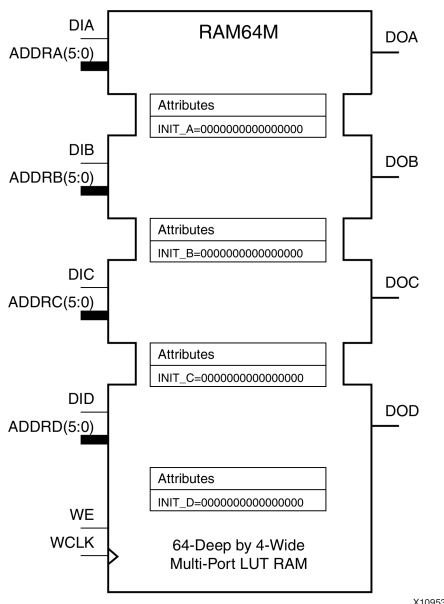 RAM64M
DIA
ADDRA(5:0)
DOA
Attributes
INIT_A=0000000000000000
DIB
ADDRB(5:0)
DOB
Attributes
INIT_B=0000000000000000
DIC
ADDRC(5:0)
DOC
Attributes
INIT_C=0000000000000000
DID
ADDRD(5:0)
DOD
Attributes
INIT_D=0000000000000000
WE
WCLK
64-Deep by 4-Wide
Multi-Port LUT RAM